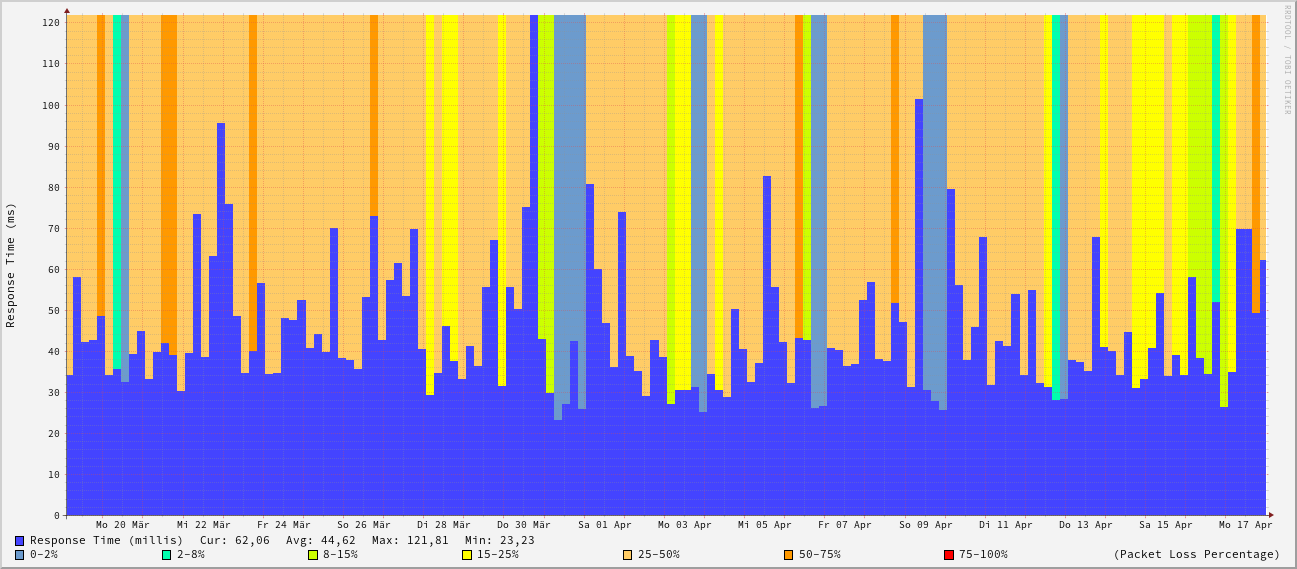 RRDTOOL / TOBI OETIKER
Response Time (ms)
120
110
100
90
80
70
60
50
40
30
20
10
0
Mo 20 Mär Mi 22 Mär Fr 24 Mär So 26 Mär Di 28 Mär Do 30 Mär Sa 01 Apr Mo 03 Apr Mi 05 Apr Fr 07 Apr So 09 Apr Di 11 Apr Do 13 Apr Sa 15 Apr Mo 17 Apr
Response Time (millis) Cur: 62,06 Avg: 44,62 Max: 121,81 Min: 23,23
0-2% 2-8% 8-15% 15-25% 25-50% 50-75% 75-100% (Packet Loss Percentage)